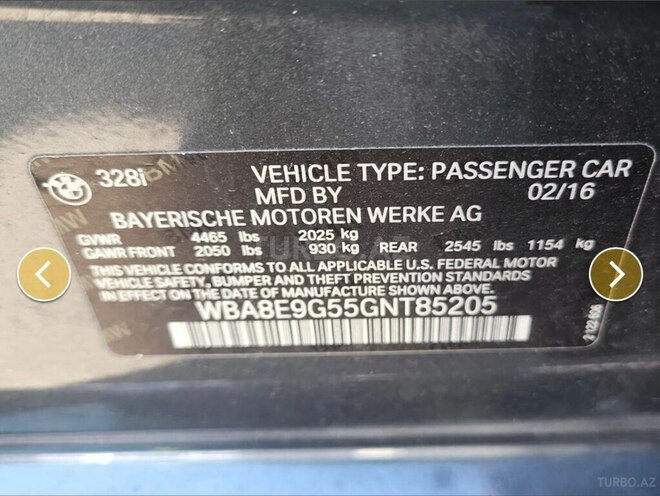 328i VEHICLE TYPE: PASSENGER CAR
MFD BY 02/16
BAYERISCHE MOTOREN WERKE AG
GVWR 4465 lbs 2025 kg
GAWR FRONT 2050 lbs 930 kg REAR 2545 lbs 1154 kg
THIS VEHICLE CONFORMS TO ALL APPLICABLE U.S. FEDERAL MOTOR
VEHICLE SAFETY, BUMPER AND THEFT PREVENTION STANDARDS
IN EFFECT ON THE DATE OF MANUFACTURE SHOWN ABOVE.
WBA8E9G55GNT85205
TURBO.AZ
TURBO.AZ